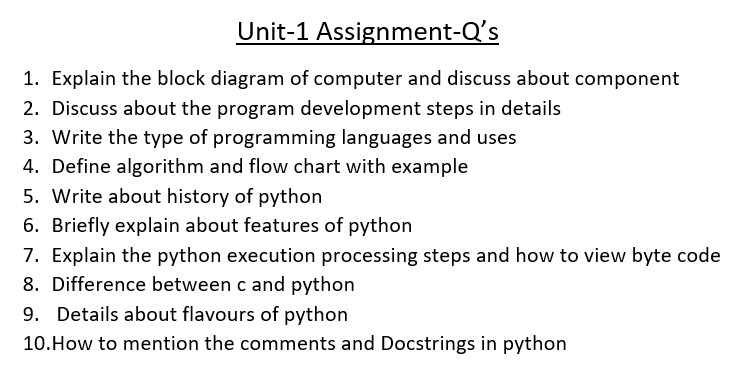 Unit-1 Assignment-Q’s
1. Explain the block diagram of computer and discuss about component
2. Discuss about the program development steps in details
3. Write the type of programming languages and uses
4. Define algorithm and flow chart with example
5. Write about history of python
6. Briefly explain about features of python
7. Explain the python execution processing steps and how to view byte code
8. Difference between c and python
9. Details about flavours of python
10.How to mention the comments and Docstrings in python